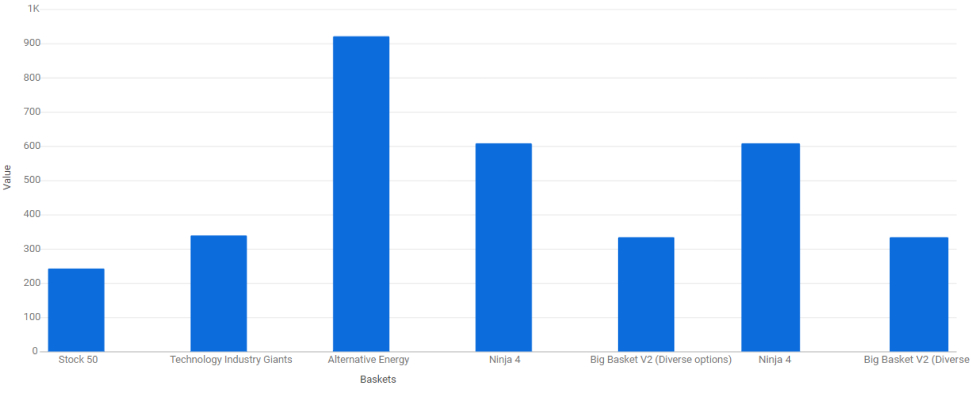 1K
900
800
700
600
500
400
300
200
100
0
Value
Stock 50 Technology Industry Giants Alternative Energy Ninja 4 Big Basket V2 (Diverse options) Ninja 4 Big Basket V2 (Diverse
Baskets